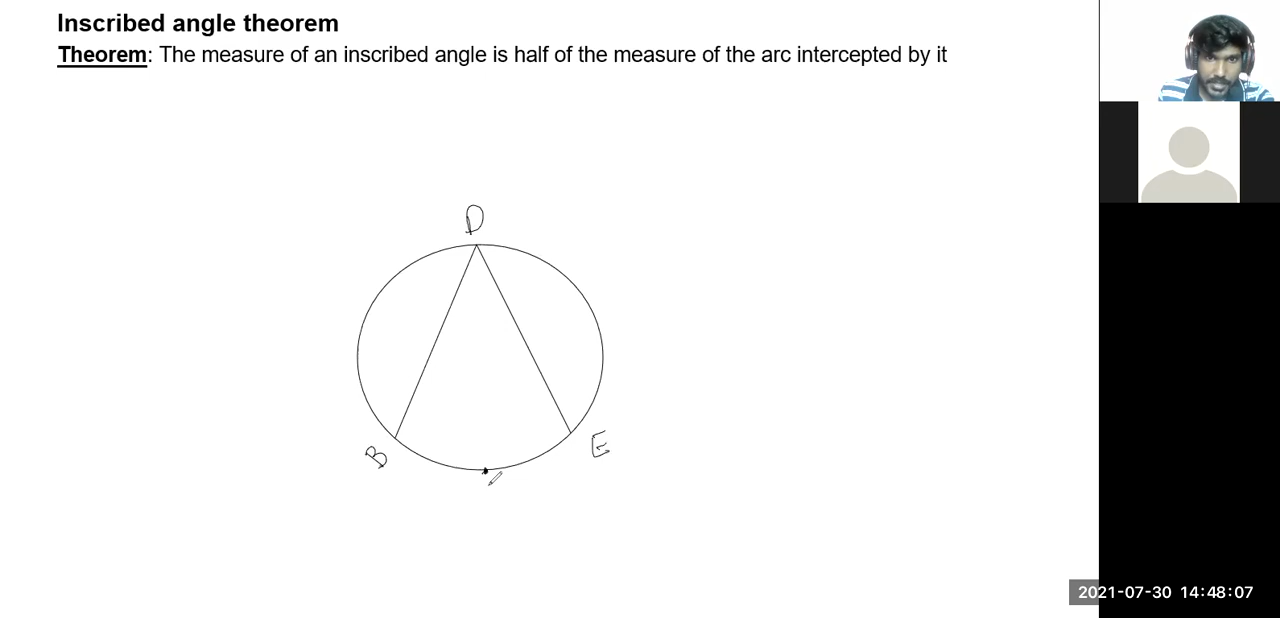 Inscribed angle theorem
Theorem: The measure of an inscribed angle is half of the measure of the arc intercepted by it
D
B
E
2021-07-30 14:48:07